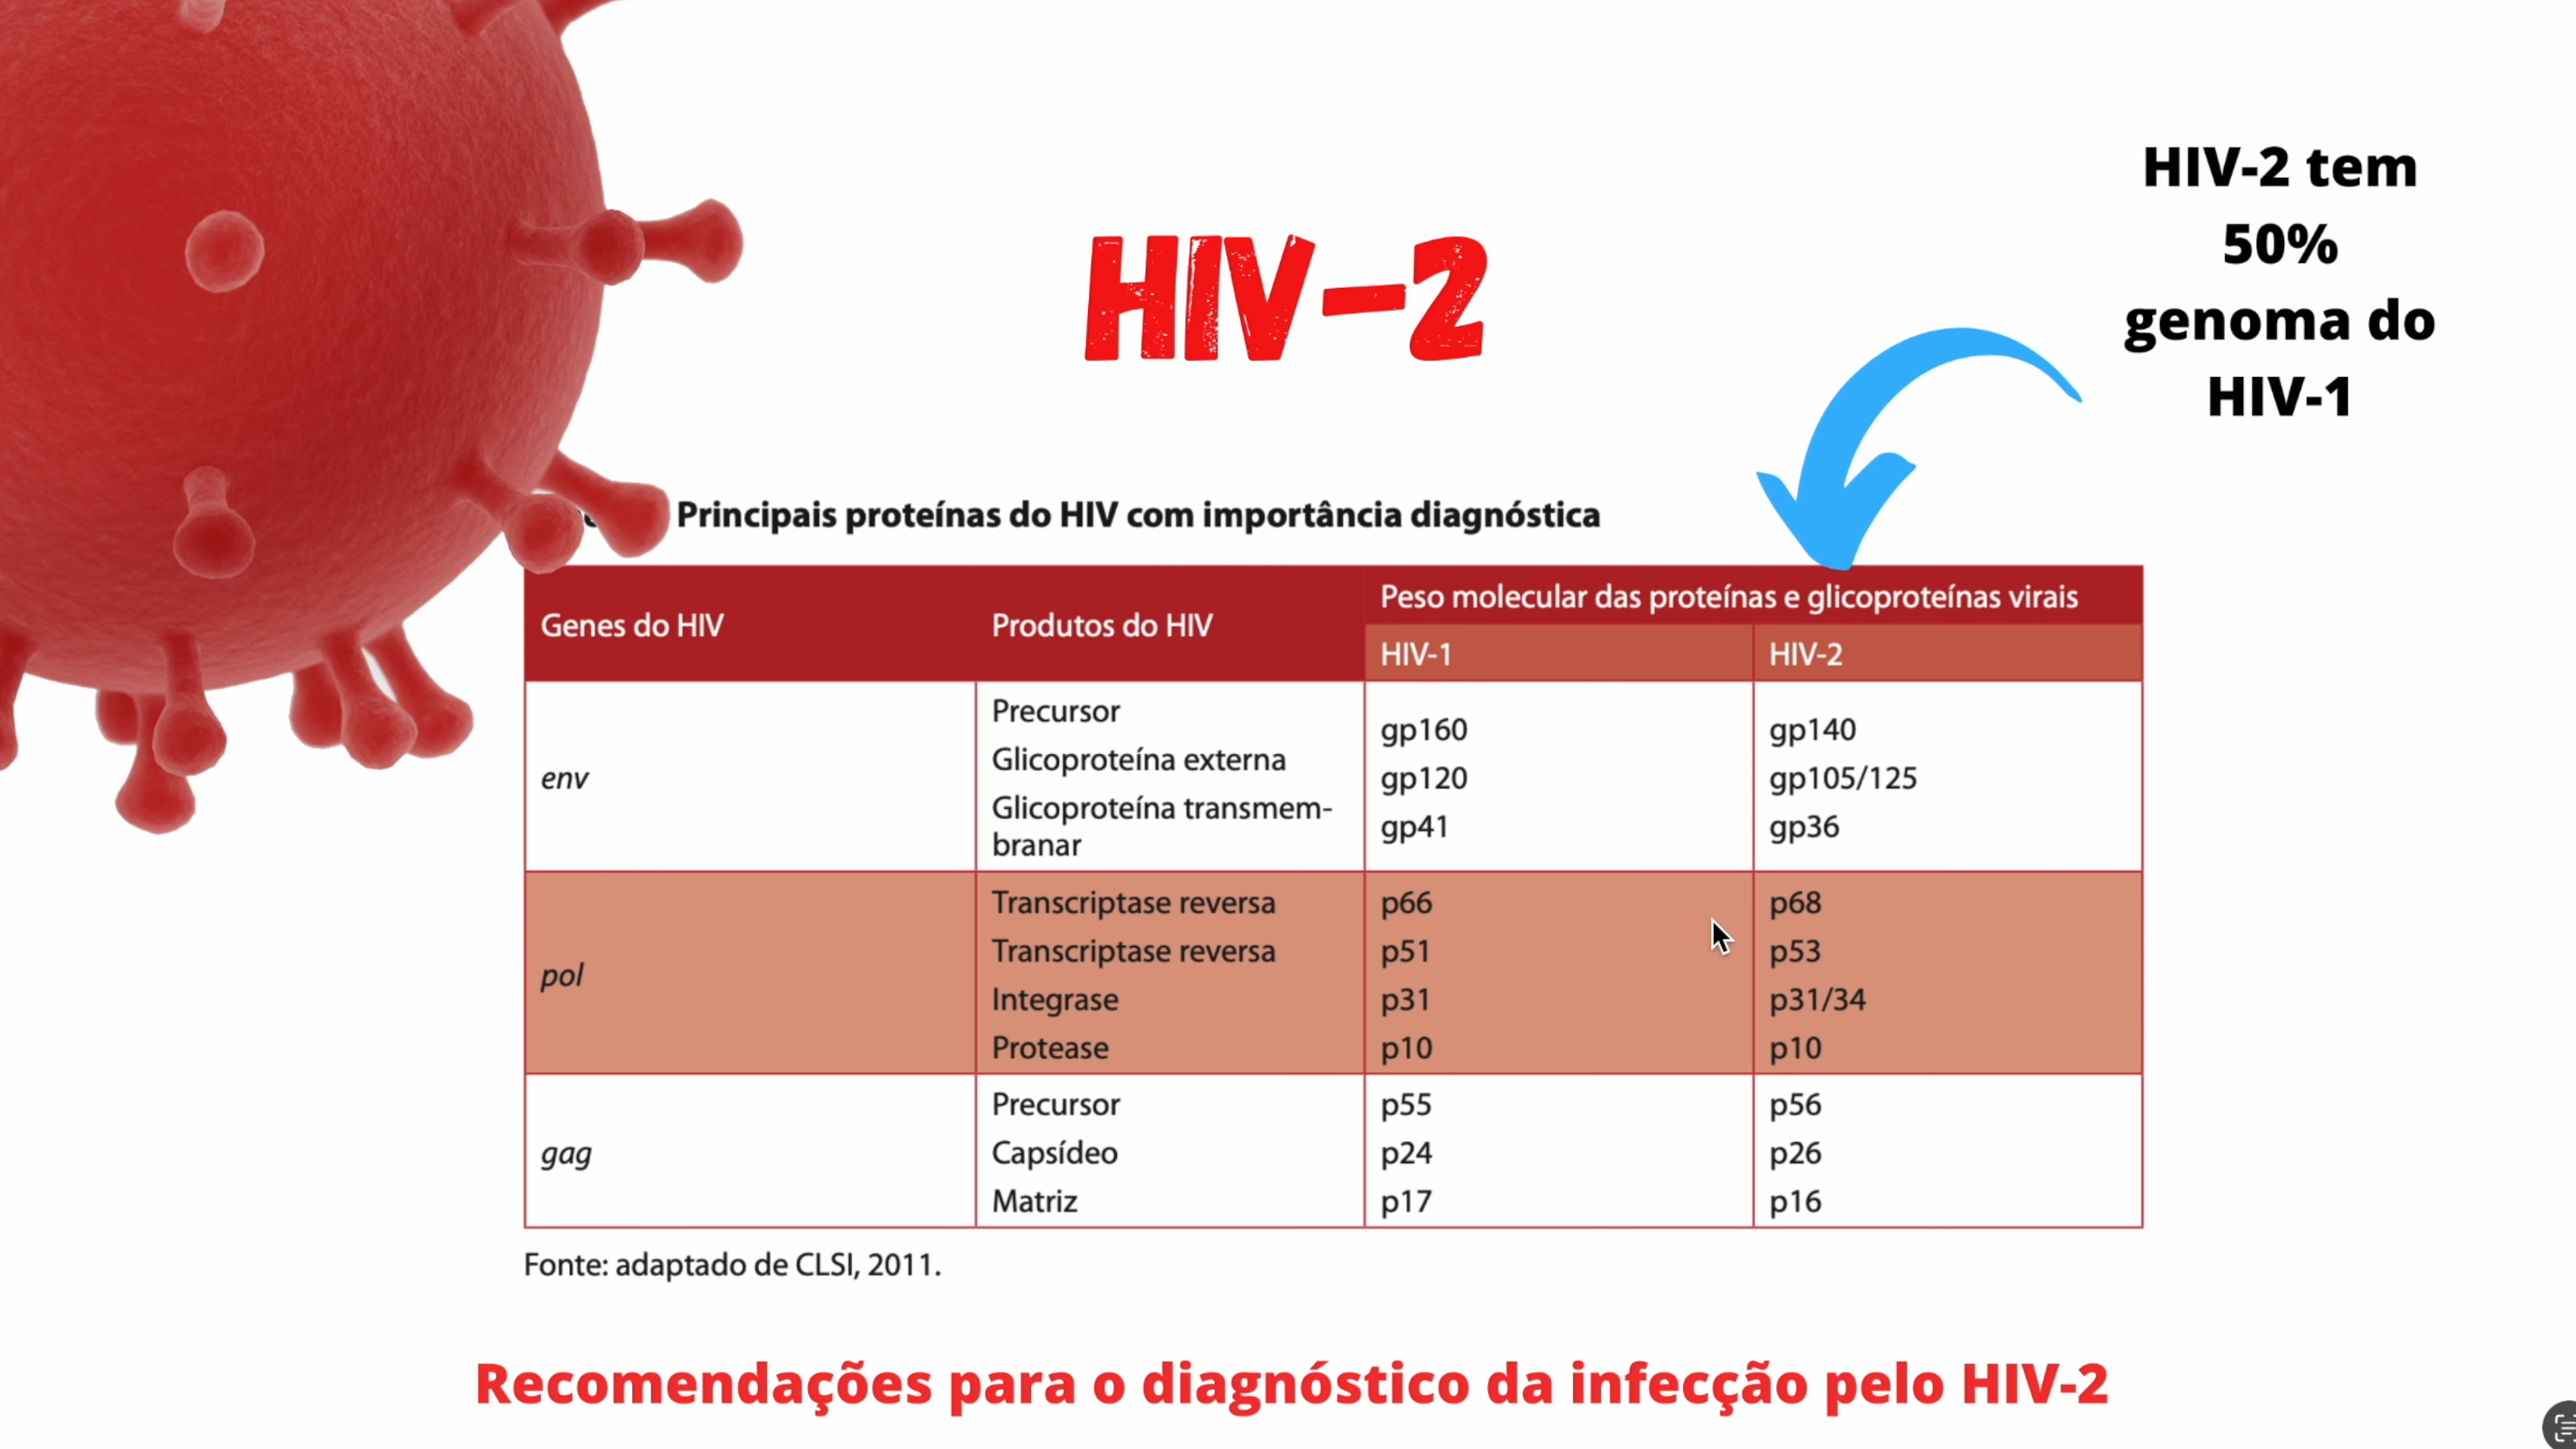 HIV-2 tem
50%
genoma do
HIV-1
HIV-2
Principais proteínas do HIV com importância diagnóstica
Genes do HIV
Produtos do HIV
Peso molecular das proteínas e glicoproteínas virais
HIV-1
HIV-2
env
Precursor
Glicoproteína externa
Glicoproteína transmem-
branar
gp160
gp120
gp41
gp140
gp105/125
gp36
pol
Transcriptase reversa
Transcriptase reversa
Integrase
Protease
p66
p51
p31
p10
p68
p53
p31/34
p10
gag
Precursor
Capsídeo
Matriz
p55
p24
p17
p56
p26
p16
Fonte: adaptado de CLSI, 2011.
Recomendações para o diagnóstico da infecção pelo HIV-2